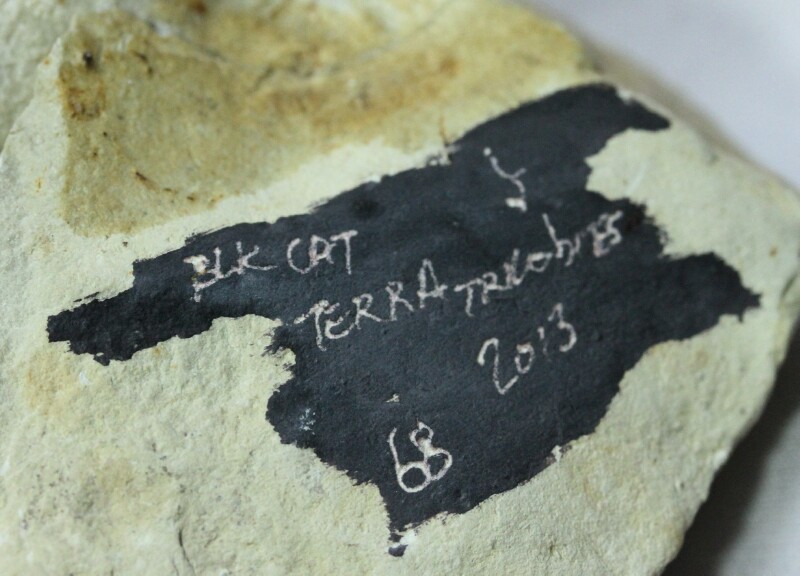 BLK CAT
TERRA TRILObITES
2013
68